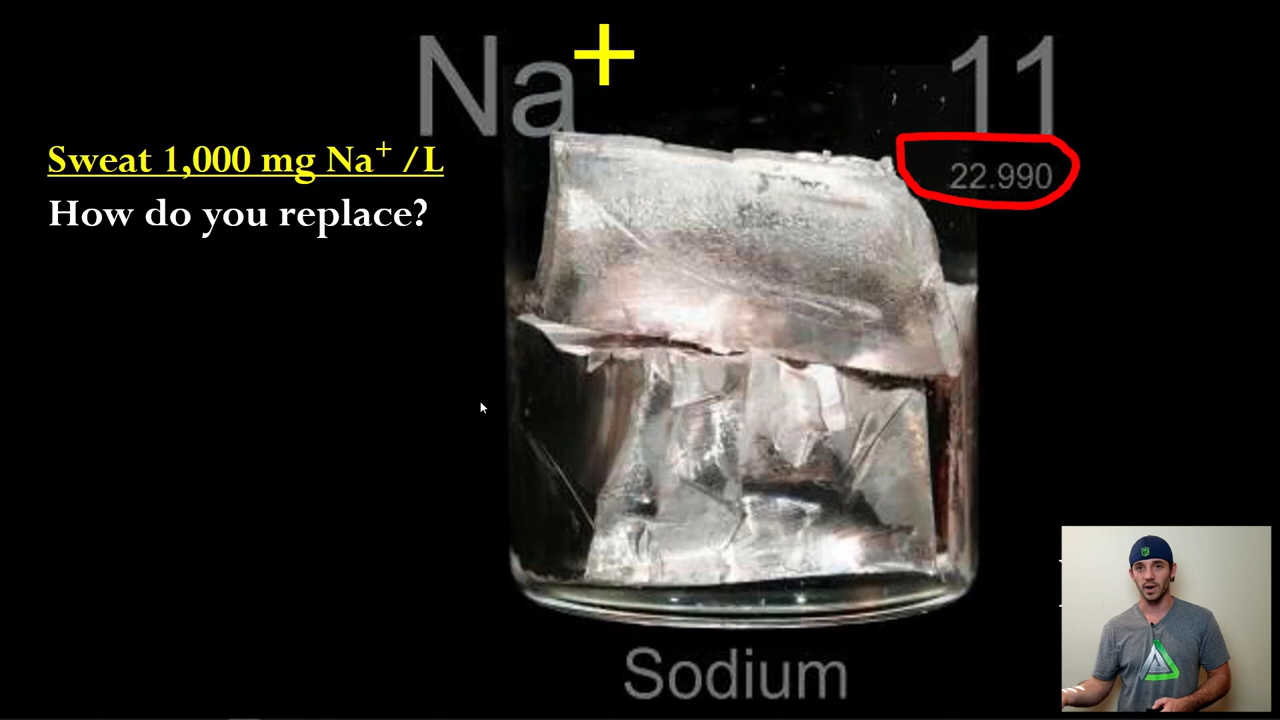 Na+ 11
22.990
Sweat 1,000 mg Na+ /L
How do you replace?
Sodium